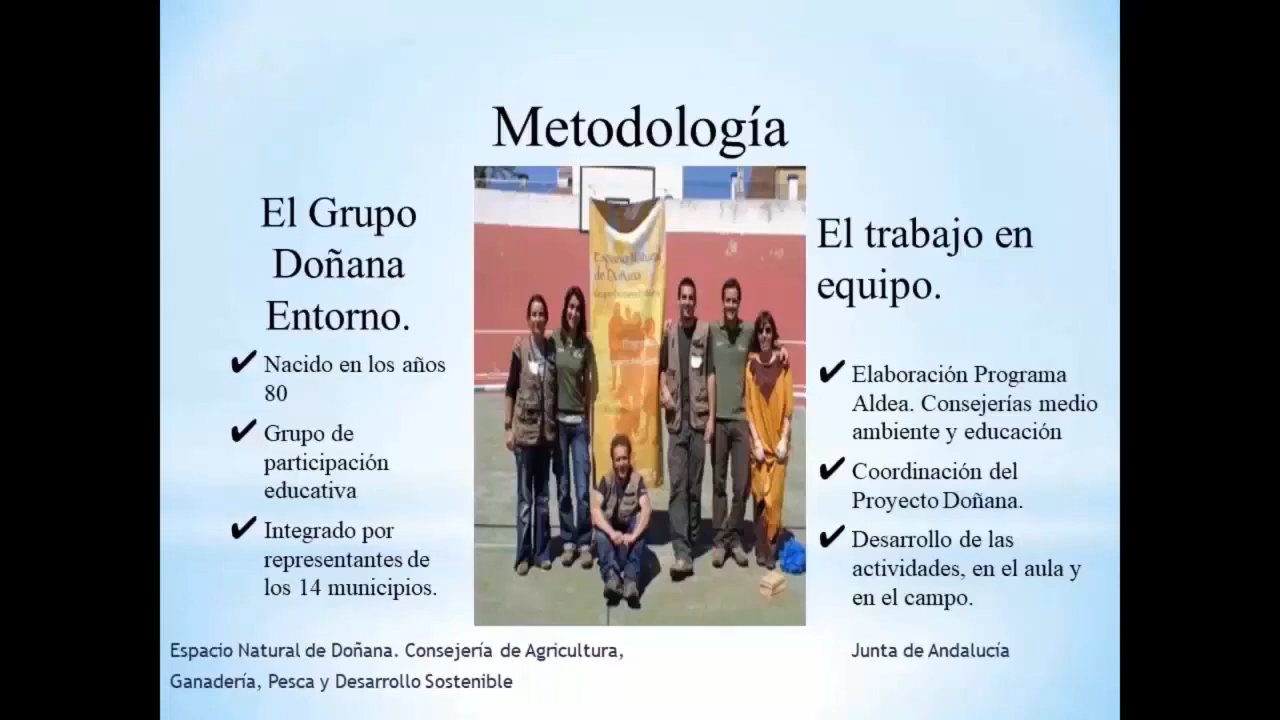 Metodología
El Grupo
Doñana
Entorno.
✔ Nacido en los años
80
✔ Grupo de
participación
educativa
✔ Integrado por
representantes de
los 14 municipios.
Espacio Natural
de Doñana
El trabajo en
equipo.
✔ Elaboración Programa
Aldea. Consejerías medio
ambiente y educación
✔ Coordinación del
Proyecto Doñana.
✔ Desarrollo de las
actividades, en el aula y
en el campo.
Espacio Natural de Doñana. Consejería de Agricultura,
Ganadería, Pesca y Desarrollo Sostenible
Junta de Andalucía